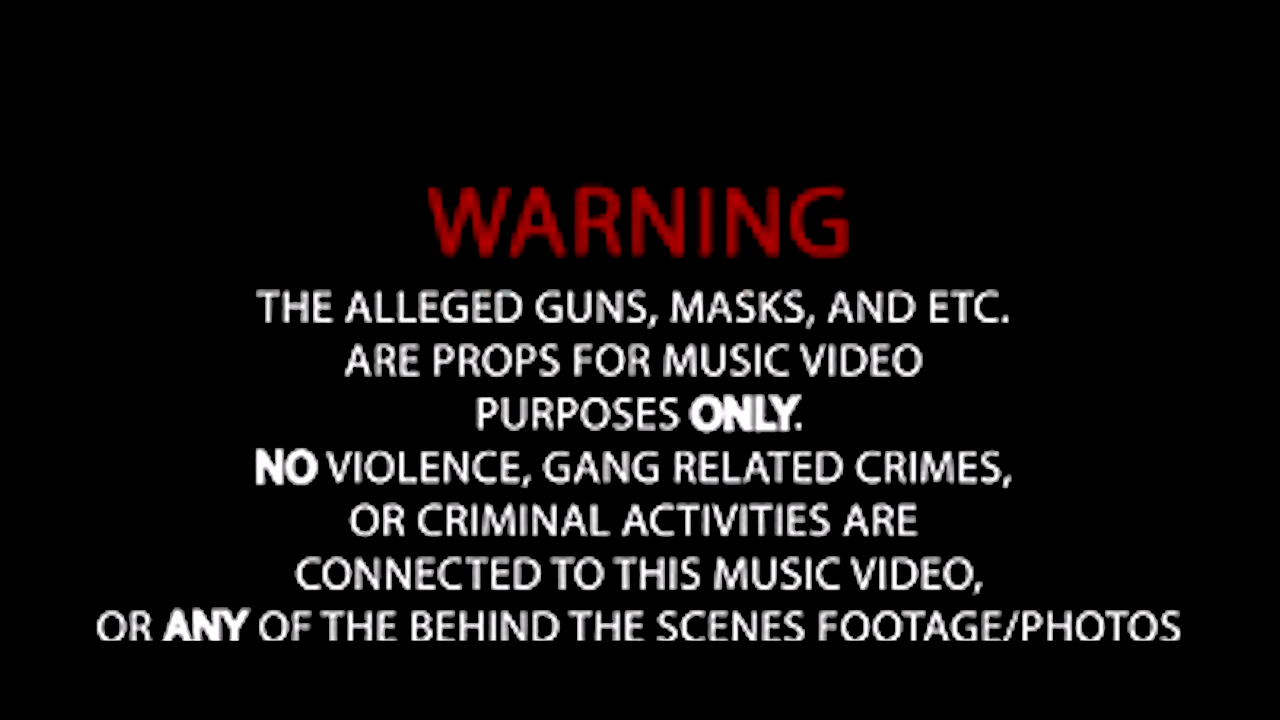 WARNING
THE ALLEGED GUNS, MASKS, AND ETC.
ARE PROPS FOR MUSIC VIDEO
PURPOSES ONLY.
NO VIOLENCE, GANG RELATED CRIMES,
OR CRIMINAL ACTIVITIES ARE
CONNECTED TO THIS MUSIC VIDEO,
OR ANY OF THE BEHIND THE SCENES FOOTAGE/PHOTOS